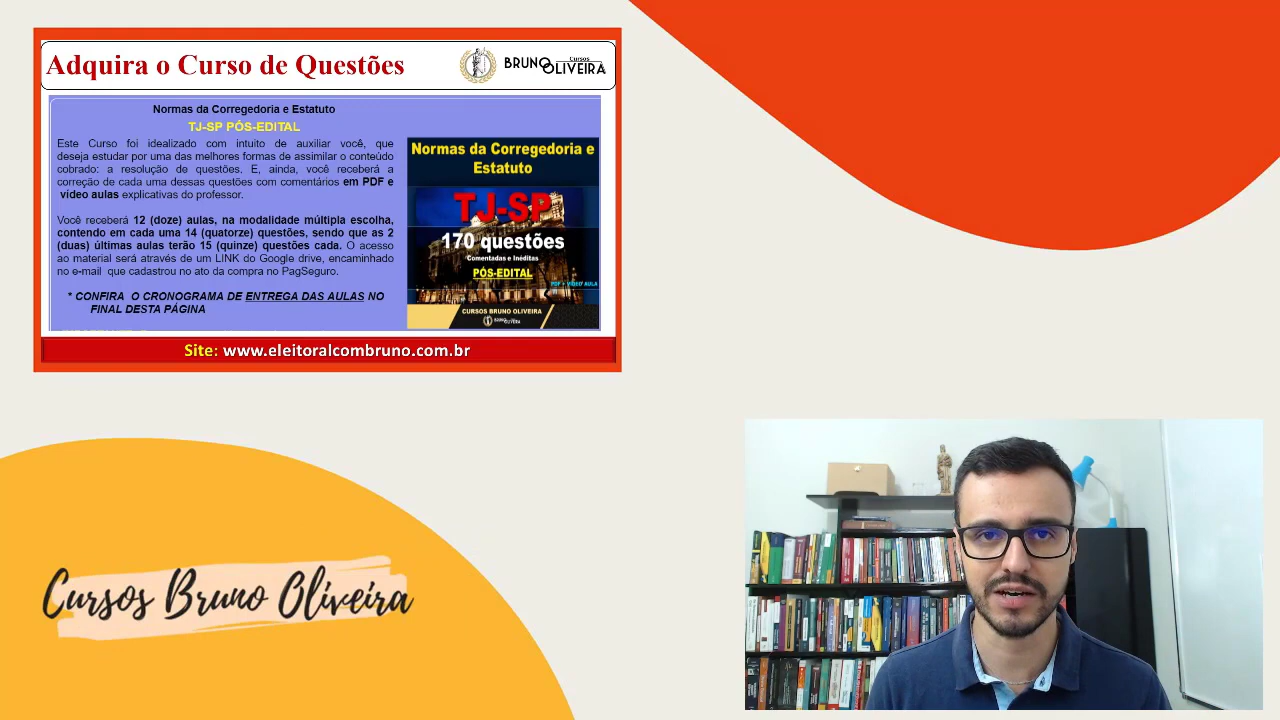 Adquira o Curso de Questões
Cursos
BRUNO OLIVEIRA
Normas da Corregedoria e Estatuto
TJ-SP PÓS-EDITAL
Este Curso foi idealizado com intuito de auxiliar você, que
deseja estudar por uma das melhores formas de assimilar o conteúdo
cobrado: a resolução de questões. E, ainda, você receberá a
correção de cada uma dessas questões com comentários em PDF e
vídeo aulas explicativas do professor.
Você receberá 12 (doze) aulas, na modalidade múltipla escolha,
contendo em cada uma 14 (quatorze) questões, sendo que as 2
(duas) últimas aulas terão 15 (quinze) questões cada. O acesso
ao material será através de um LINK do Google drive, encaminhado
no e-mail que cadastrou no ato da compra no PagSeguro.
* CONFIRA O CRONOGRAMA DE ENTREGA DAS AULAS NO
FINAL DESTA PÁGINA
Normas da Corregedoria e
Estatuto
TJ-SP
170 questões
Comentadas e Inéditas
PÓS-EDITAL
PDF + VÍDEO AULA
CURSOS BRUNO OLIVEIRA
Site: www.eleitoralcombruno.com.br
Cursos Bruno Oliveira